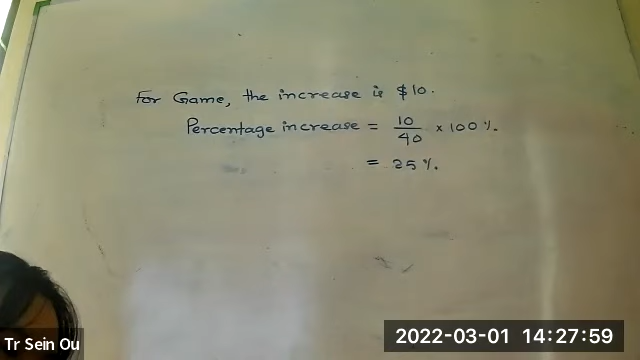 For Game, the increase is $10.
Percentage increase = 10/40 × 100%.
= 25%.
Tr Sein Ou
2022-03-01 14:27:59